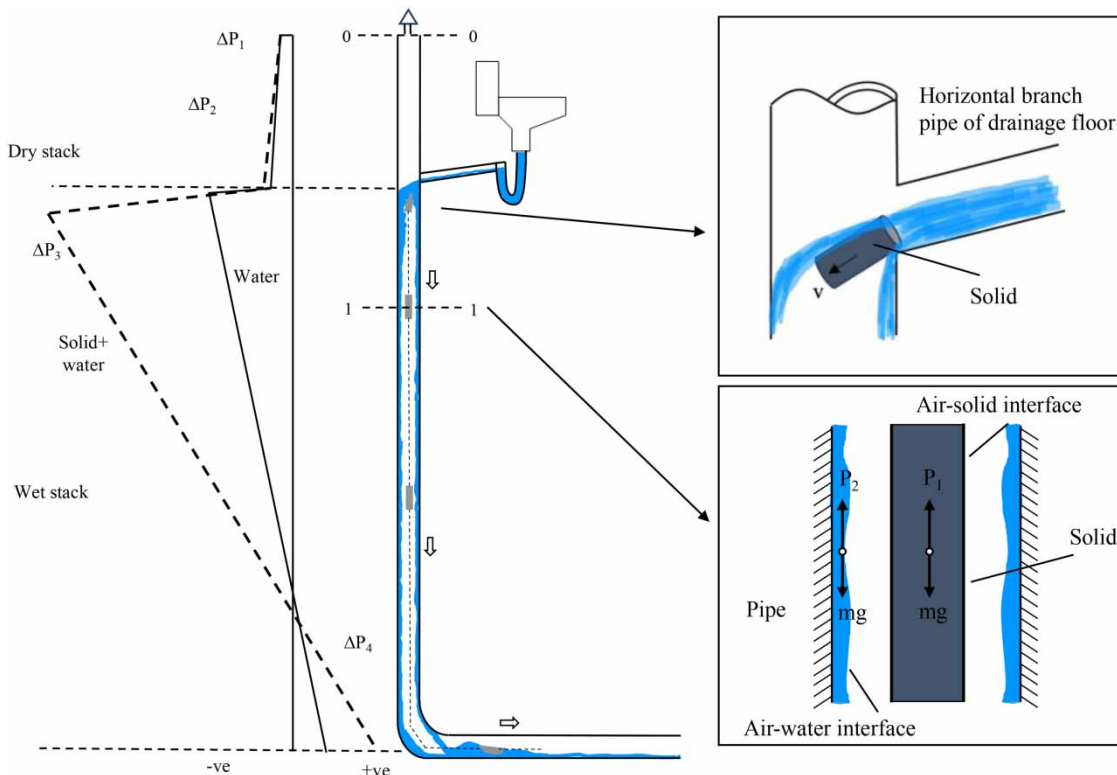 ΔP1
0
0
ΔP2
Dry stack
ΔP3
Water
Solid+
water
1
1
Wet stack
ΔP4
-ve
+ve
Horizontal branch
pipe of drainage floor
Solid
v
Air-solid interface
P2
P1
Solid
Pipe
mg
mg
Air-water interface